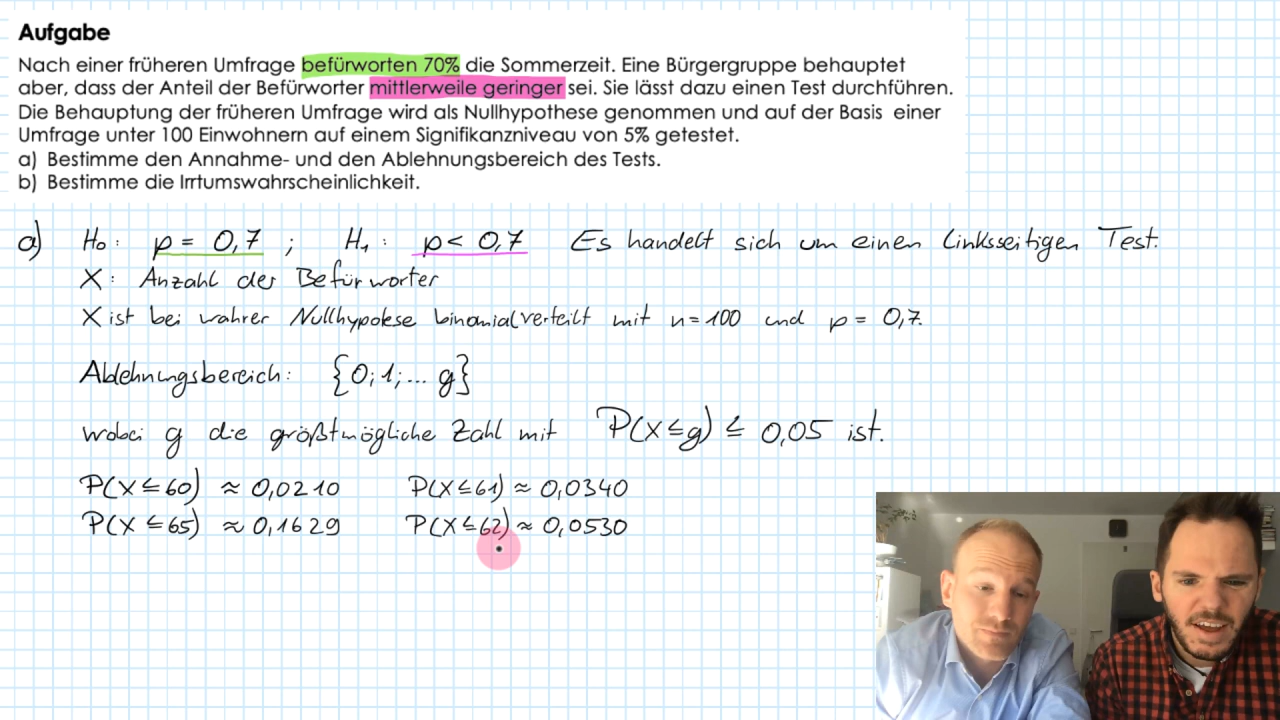 Aufgabe
Nach einer früheren Umfrage befürworten 70% die Sommerzeit. Eine Bürgergruppe behauptet
aber, dass der Anteil der Befürworter mittlerweile geringer sei. Sie lässt dazu einen Test durchführen.
Die Behauptung der früheren Umfrage wird als Nullhypothese genommen und auf der Basis einer
Umfrage unter 100 Einwohnern auf einem Signifikanzniveau von 5% getestet.
a) Bestimme den Annahme- und den Ablehnungsbereich des Tests.
b) Bestimme die Irrtumswahrscheinlichkeit.
a) H₀: p = 0,7 ; H₁: p < 0,7 Es handelt sich um einen linksseitigen Test.
X: Anzahl der Befürworter
X ist bei wahrer Nullhypotese binomialverteilt mit n=100 und p = 0,7.
Ablehnungsbereich: {0; 1; ... g}
wobei g die größtmögliche Zahl mit P(X≤g) ≤ 0,05 ist.
P(X≤60) ≈ 0,0210 P(X≤61) ≈ 0,0340
P(X≤65) ≈ 0,1629 P(X≤62) ≈ 0,0530